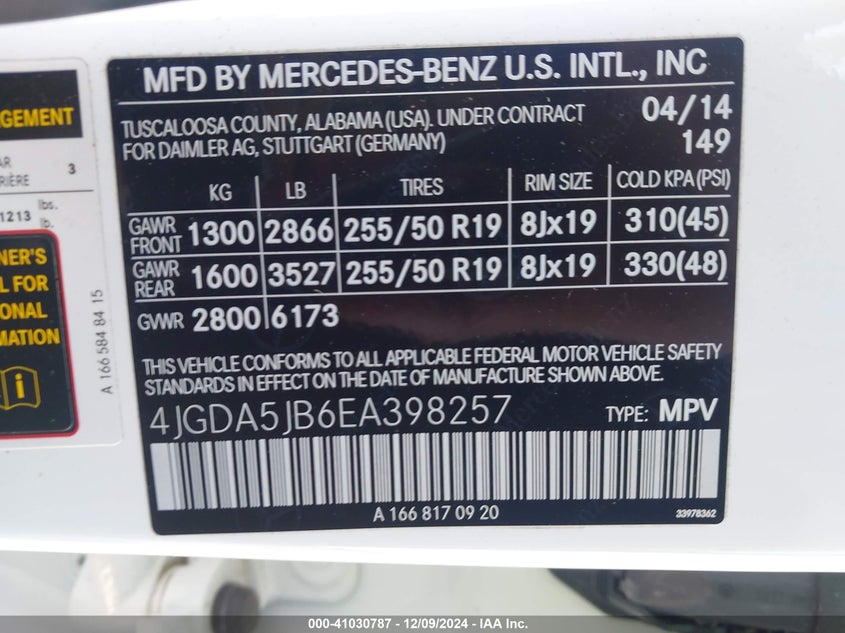 MFD BY MERCEDES-BENZ U.S. INTL., INC
TUSCALOOSA COUNTY, ALABAMA (USA). UNDER CONTRACT 04/14
FOR DAIMLER AG, STUTTGART (GERMANY) 149
KG LB TIRES RIM SIZE COLD KPA (PSI)
GAWR FRONT 1300 2866 255/50 R19 8Jx19 310(45)
GAWR REAR 1600 3527 255/50 R19 8Jx19 330(48)
GVWR 2800 6173
THIS VEHICLE CONFORMS TO ALL APPLICABLE FEDERAL MOTOR VEHICLE SAFETY
STANDARDS IN EFFECT ON THE DATE OF MANUFACTURE SHOWN ABOVE.
4JGDA5JB6EA398257 TYPE: MPV
A 166 817 09 20 33978362
3
1213 lbs.
lb.
FOR
A 166 584 84 15
000-41030787 - 12/09/2024 - IAA Inc.